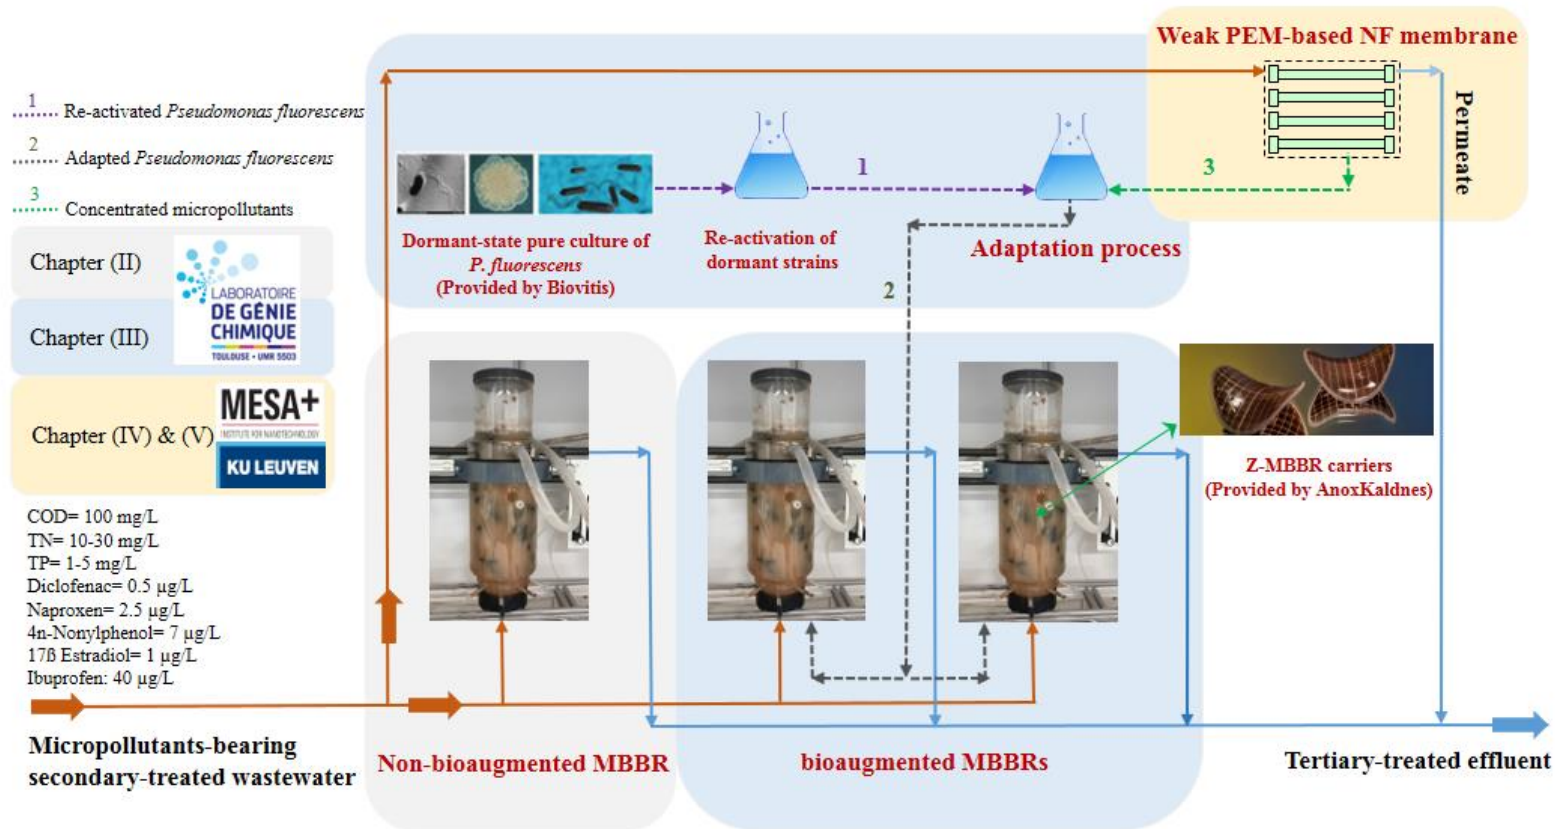 Weak PEM-based NF membrane
Permeate
1
Re-activated Pseudomonas fluorescens
2
Adapted Pseudomonas fluorescens
3
Concentrated micropollutants
1
3
Dormant-state pure culture of
P. fluorescens
(Provided by Biovitis)
Re-activation of
dormant strains
Adaptation process
2
Chapter (II)
LABORATOIRE
DE GÉNIE
CHIMIQUE
TOULOUSE • UMR 5503
Chapter (III)
Chapter (IV) & (V)
MESA+
INSTITUTE FOR NANOTECHNOLOGY
KU LEUVEN
Z-MBBR carriers
(Provided by AnoxKaldnes)
COD= 100 mg/L
TN= 10-30 mg/L
TP= 1-5 mg/L
Diclofenac= 0.5 µg/L
Naproxen= 2.5 µg/L
4n-Nonylphenol= 7 µg/L
17ß Estradiol= 1 µg/L
Ibuprofen: 40 µg/L
Micropollutants-bearing
secondary-treated wastewater
Non-bioaugmented MBBR
bioaugmented MBBRs
Tertiary-treated effluent